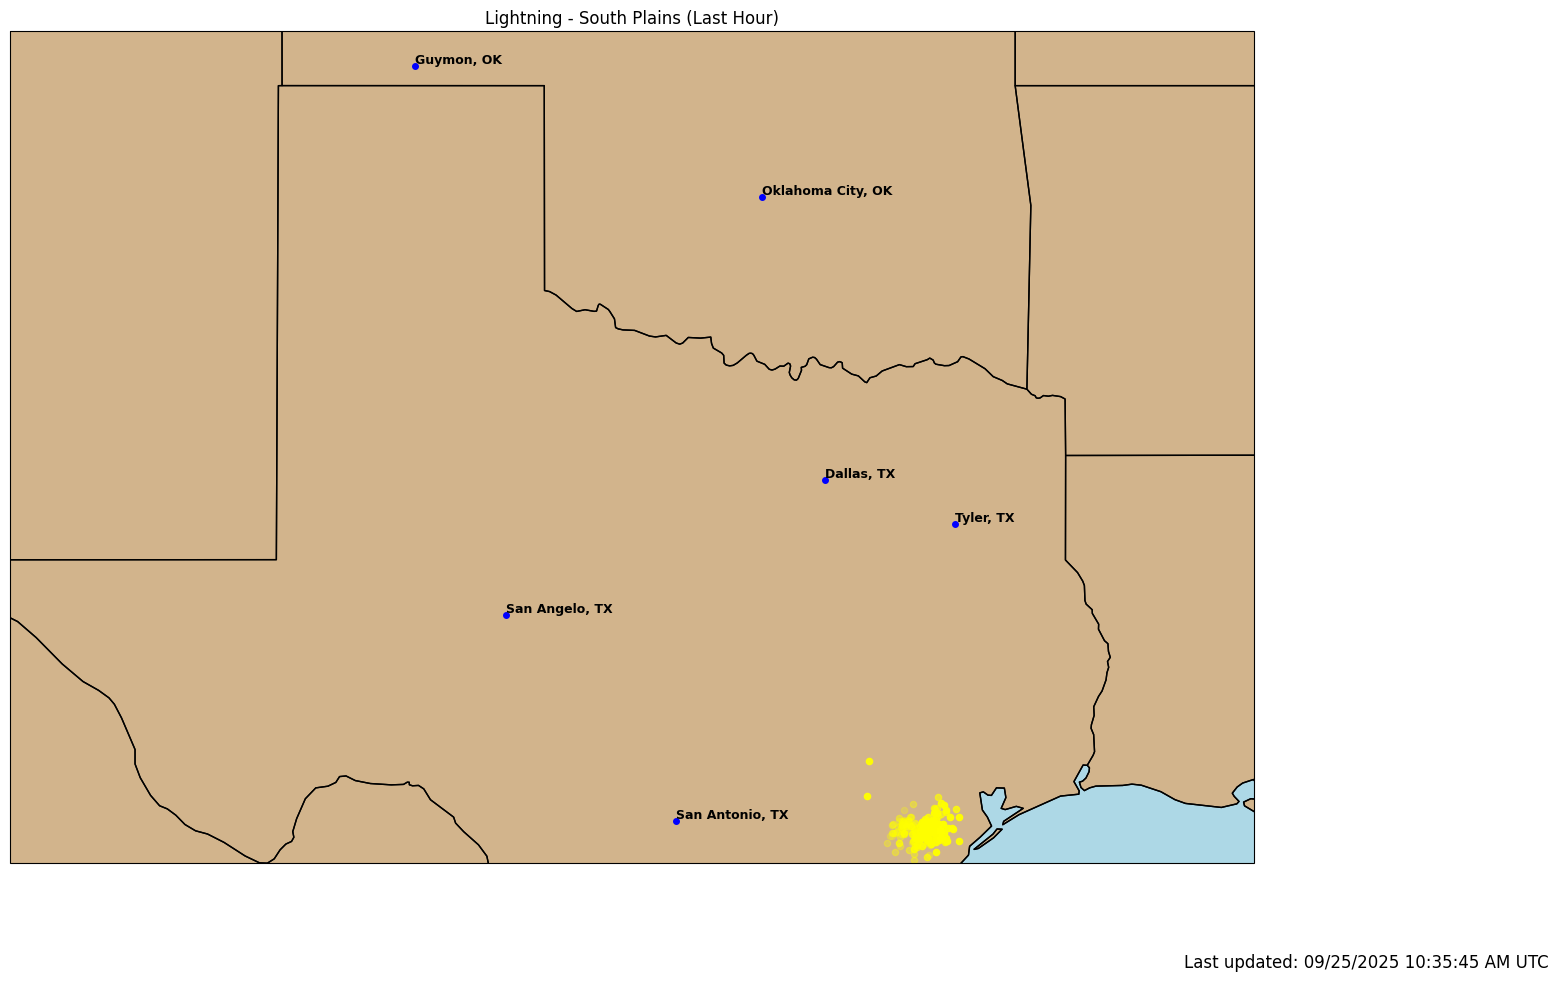 Lightning - South Plains (Last Hour)
Guymon, OK
Oklahoma City, OK
Dallas, TX
Tyler, TX
San Angelo, TX
San Antonio, TX
Last updated: 09/25/2025 10:35:45 AM UTC